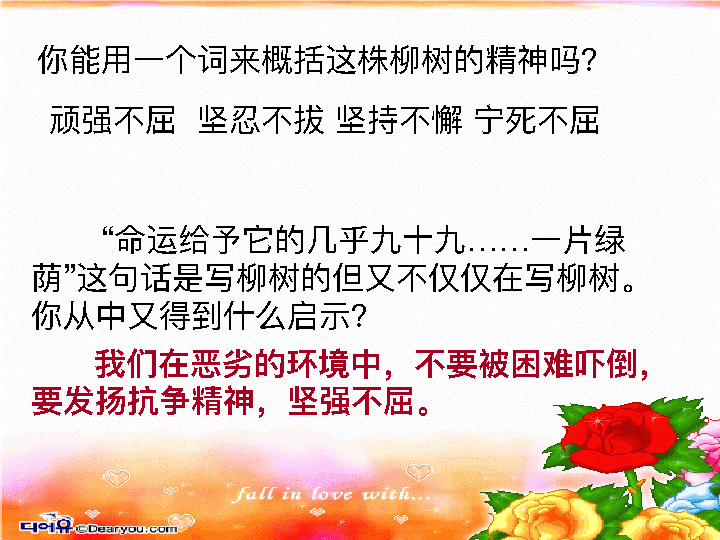 你能用一个词来概括这株柳树的精神吗?
顽强不屈 坚忍不拔 坚持不懈 宁死不屈
“命运给予它的几乎九十九……一片绿
荫”这句话是写柳树的但又不仅仅在写柳树。
你从中又得到什么启示?
我们在恶劣的环境中，不要被困难吓倒，
要发扬抗争精神，坚强不屈。
fall in love with...
디어유 ©Dearyou.com